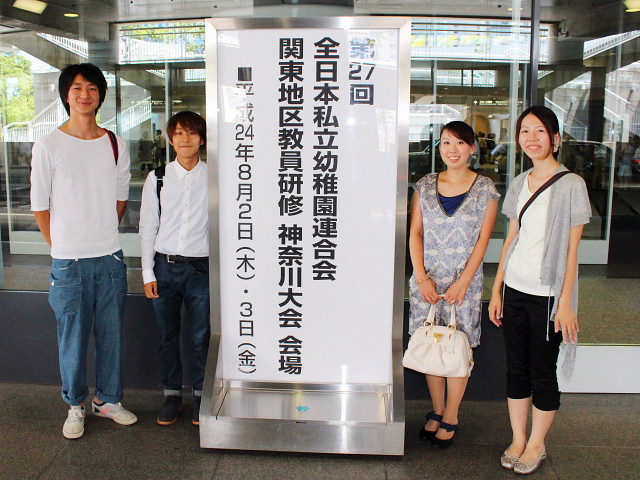 第27回
全日本私立幼稚園連合会
関東地区教員研修 神奈川大会 会場
■平成24年8月2日(木)・3日(金)